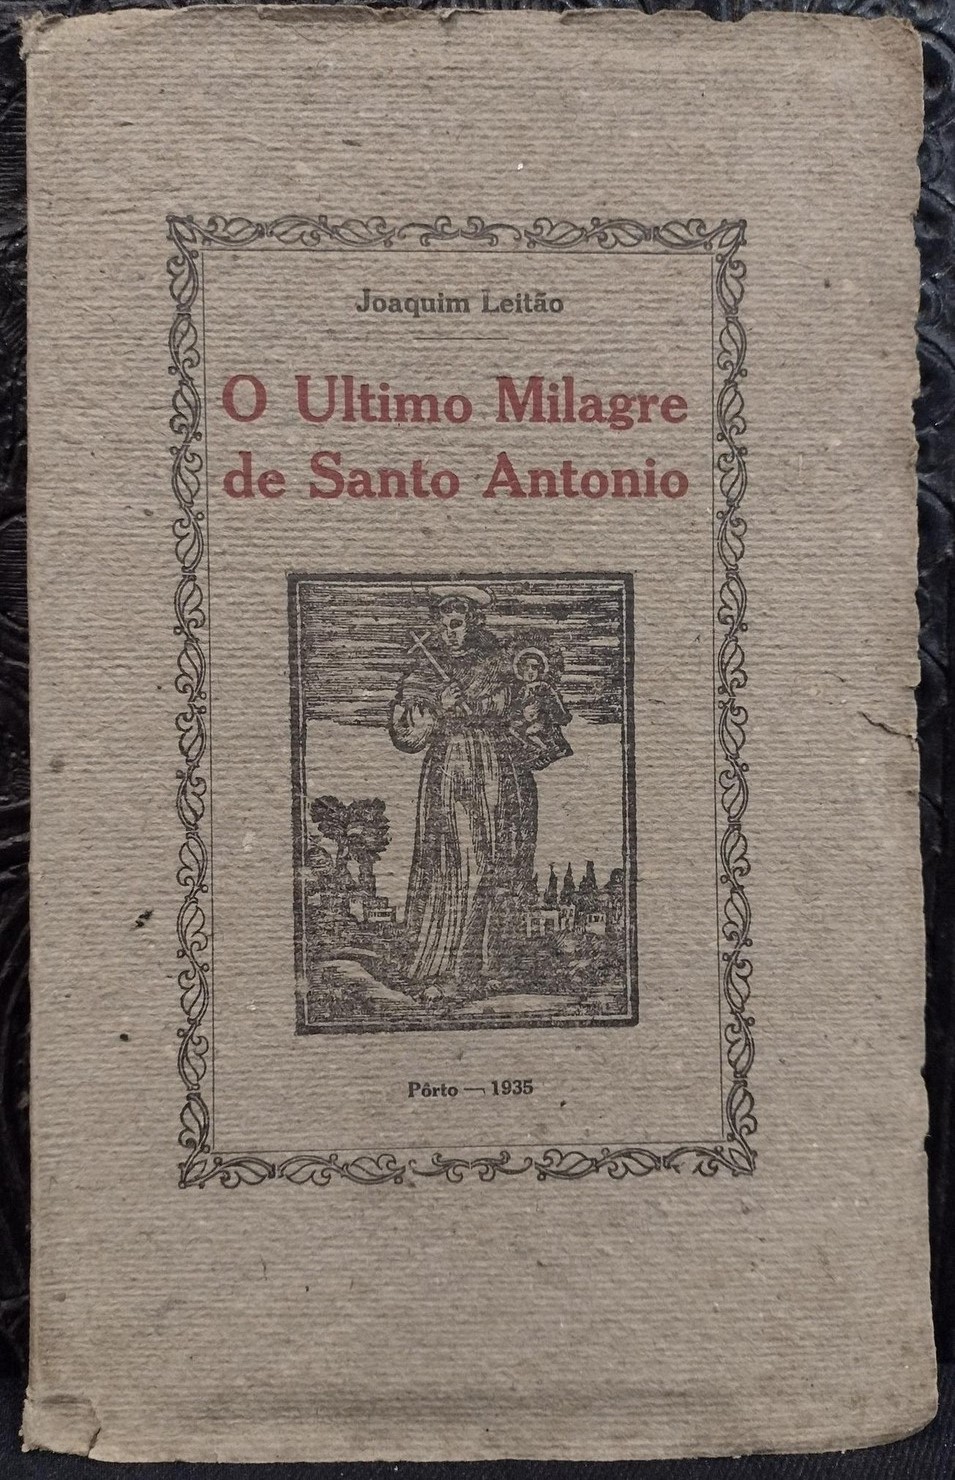 Joaquim Leitão
O Ultimo Milagre
de Santo Antonio
Pôrto — 1935